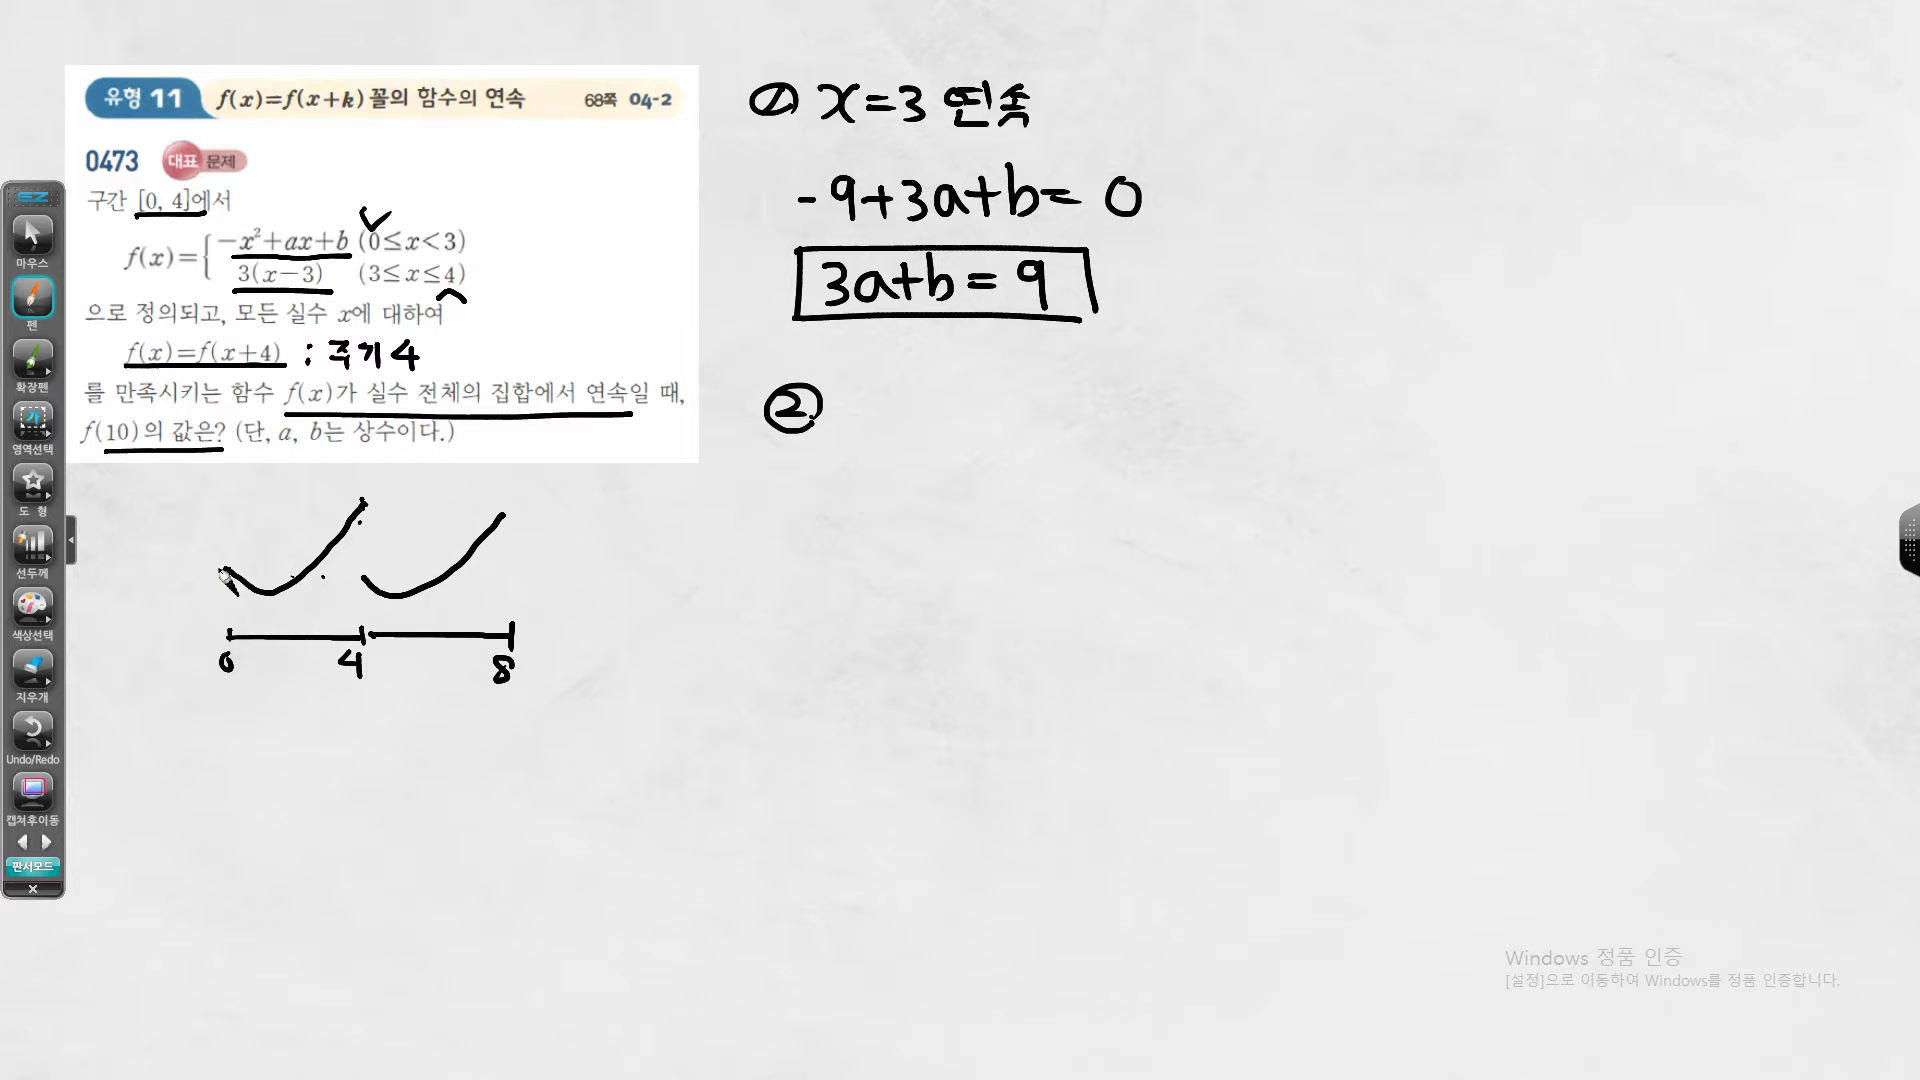 유형 11 f(x)=f(x+k) 꼴의 함수의 연속 68쪽 04-2
0473 대표 문제
구간 [0, 4]에서
f(x)={ -x²+ax+b (0≤x<3)
3(x-3) (3≤x≤4)
으로 정의되고, 모든 실수 x에 대하여
f(x)=f(x+4) : 주기 4
를 만족시키는 함수 f(x)가 실수 전체의 집합에서 연속일 때,
f(10)의 값은? (단, a, b는 상수이다.)
0 4 8
① x=3 연속
-9+3a+b= 0
3a+b=9
②
EZ
마우스
펜
확장펜
가
영역선택
도 형
선두께
색상선택
지우개
Undo/Redo
캡쳐후이동
판서모드
x
Windows 정품 인증
[설정]으로 이동하여 Windows를 정품 인증합니다.